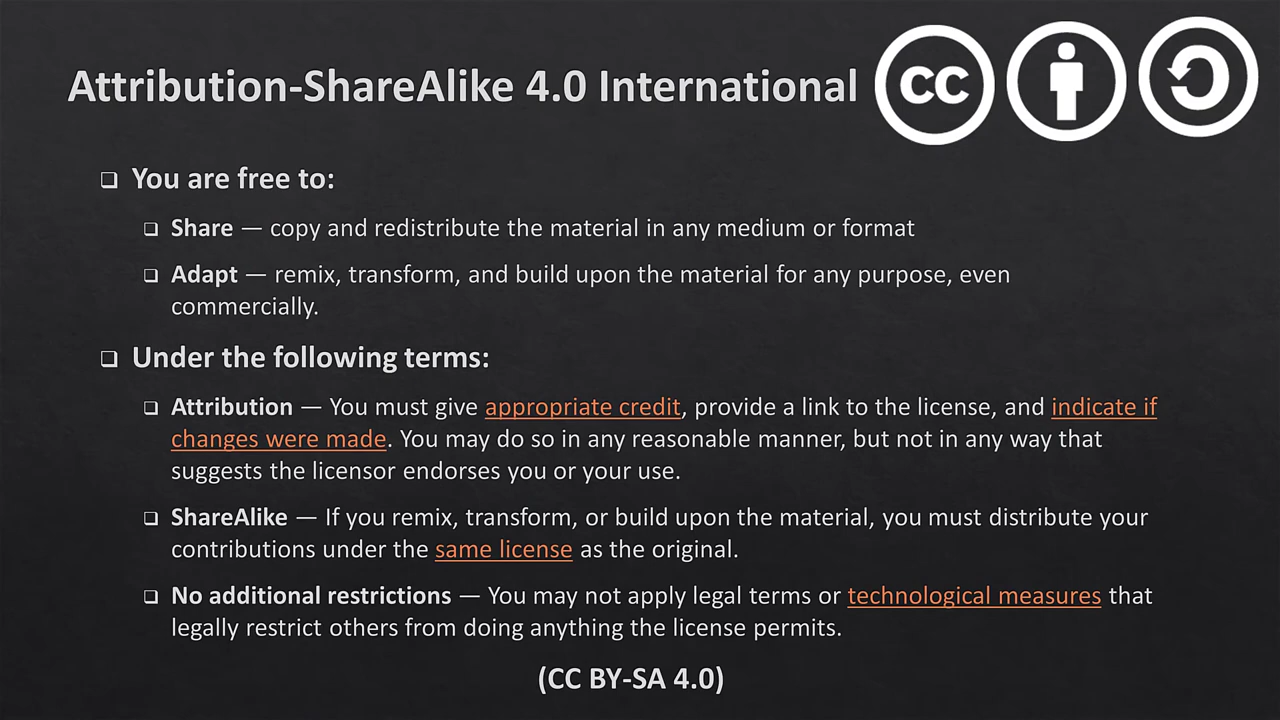 Attribution-ShareAlike 4.0 International
cc
You are free to:
Share — copy and redistribute the material in any medium or format
Adapt — remix, transform, and build upon the material for any purpose, even
commercially.
Under the following terms:
Attribution — You must give appropriate credit, provide a link to the license, and indicate if
changes were made. You may do so in any reasonable manner, but not in any way that
suggests the licensor endorses you or your use.
ShareAlike — If you remix, transform, or build upon the material, you must distribute your
contributions under the same license as the original.
No additional restrictions — You may not apply legal terms or technological measures that
legally restrict others from doing anything the license permits.
(CC BY-SA 4.0)